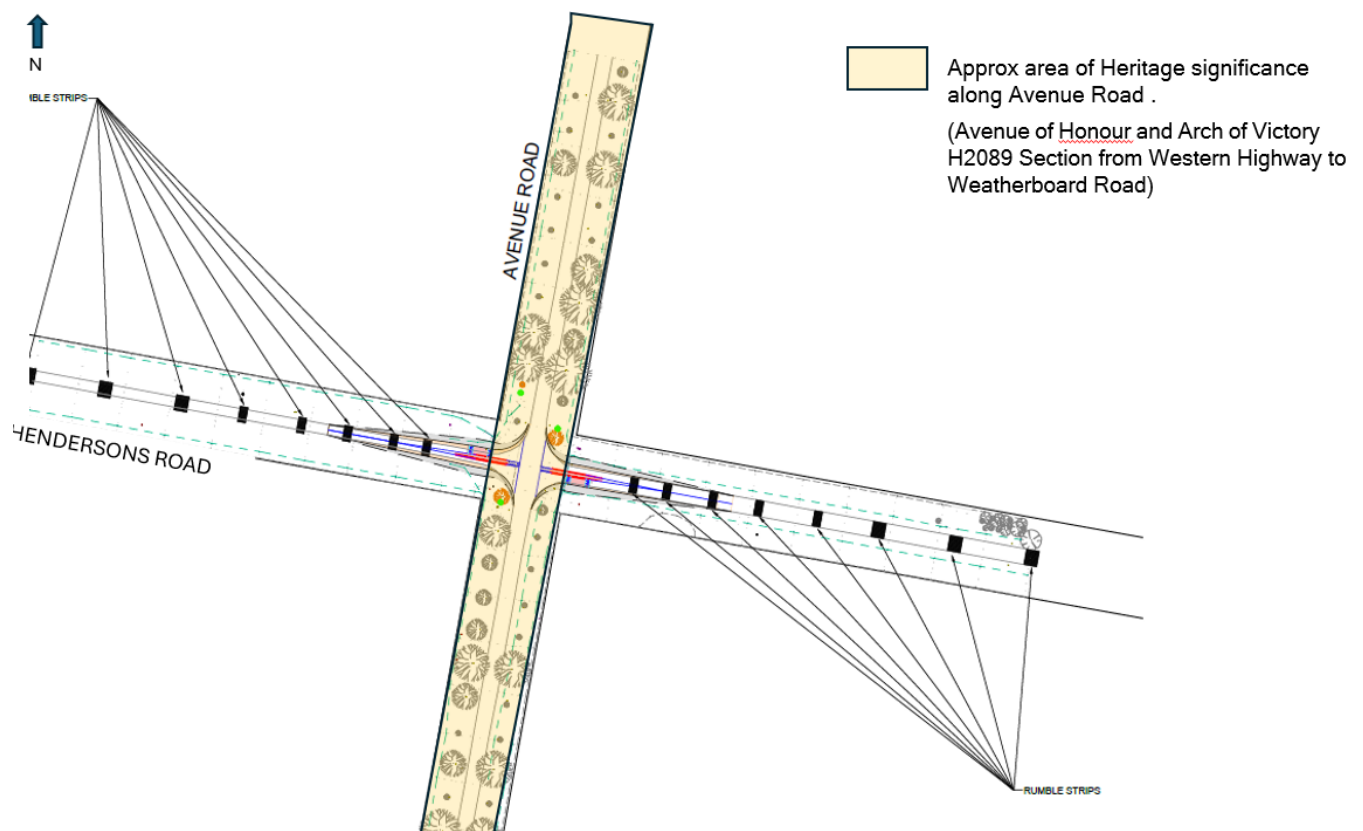 N
IBLE STRIPS
AVENUE ROAD
HENDERSONS ROAD
RUMBLE STRIPS
Approx area of Heritage significance
along Avenue Road .
(Avenue of Honour and Arch of Victory
H2089 Section from Western Highway to
Weatherboard Road)